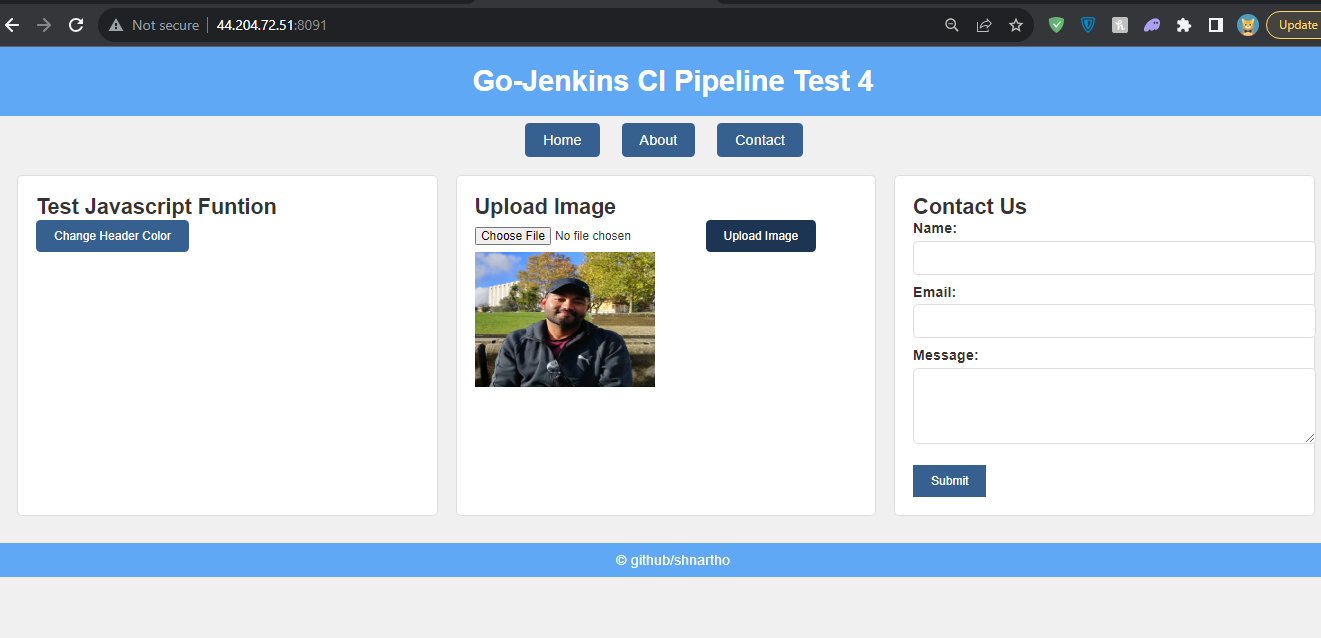 Not secure | 44.204.72.51:8091
Update
Go-Jenkins CI Pipeline Test 4
Home About Contact
Test Javascript Funtion
Change Header Color
Upload Image
Choose File No file chosen
Upload Image
Contact Us
Name:
Email:
Message:
Submit
© github/shnartho